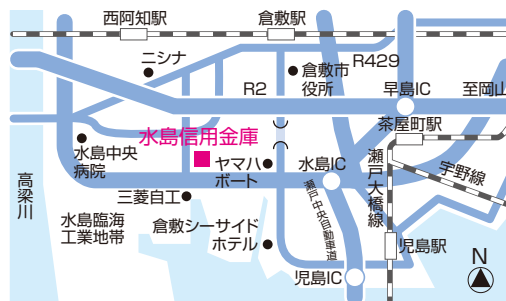 西阿知駅
倉敷駅
ニシナ
倉敷市
役所
R429
R2
早島IC
至岡山
水島信用金庫
茶屋町駅
水島中央
病院
ヤマハ
ボート
水島IC
瀬戸大橋線
宇野線
高梁川
三菱自工
瀬戸中央自動車道
水島臨海
工業地帯
倉敷シーサイド
ホテル
児島駅
児島IC
N